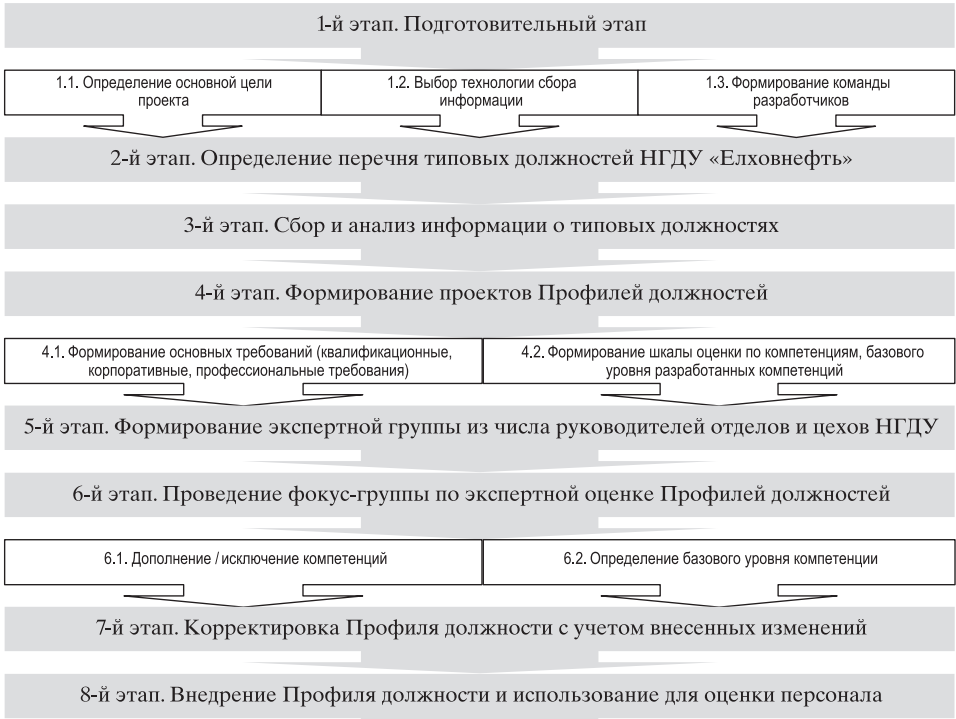 1-й этап. Подготовительный этап
1.1. Определение основной цели
проекта
1.2. Выбор технологии сбора
информации
1.3. Формирование команды
разработчиков
2-й этап. Определение перечня типовых должностей НГДУ «Елховнефть»
3-й этап. Сбор и анализ информации о типовых должностях
4-й этап. Формирование проектов Профилей должностей
4.1. Формирование основных требований (квалификационные,
корпоративные, профессиональные требования)
4.2. Формирование шкалы оценки по компетенциям, базового
уровня разработанных компетенций
5-й этап. Формирование экспертной группы из числа руководителей отделов и цехов НГДУ
6-й этап. Проведение фокус-группы по экспертной оценке Профилей должностей
6.1. Дополнение / исключение компетенций
6.2. Определение базового уровня компетенции
7-й этап. Корректировка Профиля должности с учетом внесенных изменений
8-й этап. Внедрение Профиля должности и использование для оценки персонала